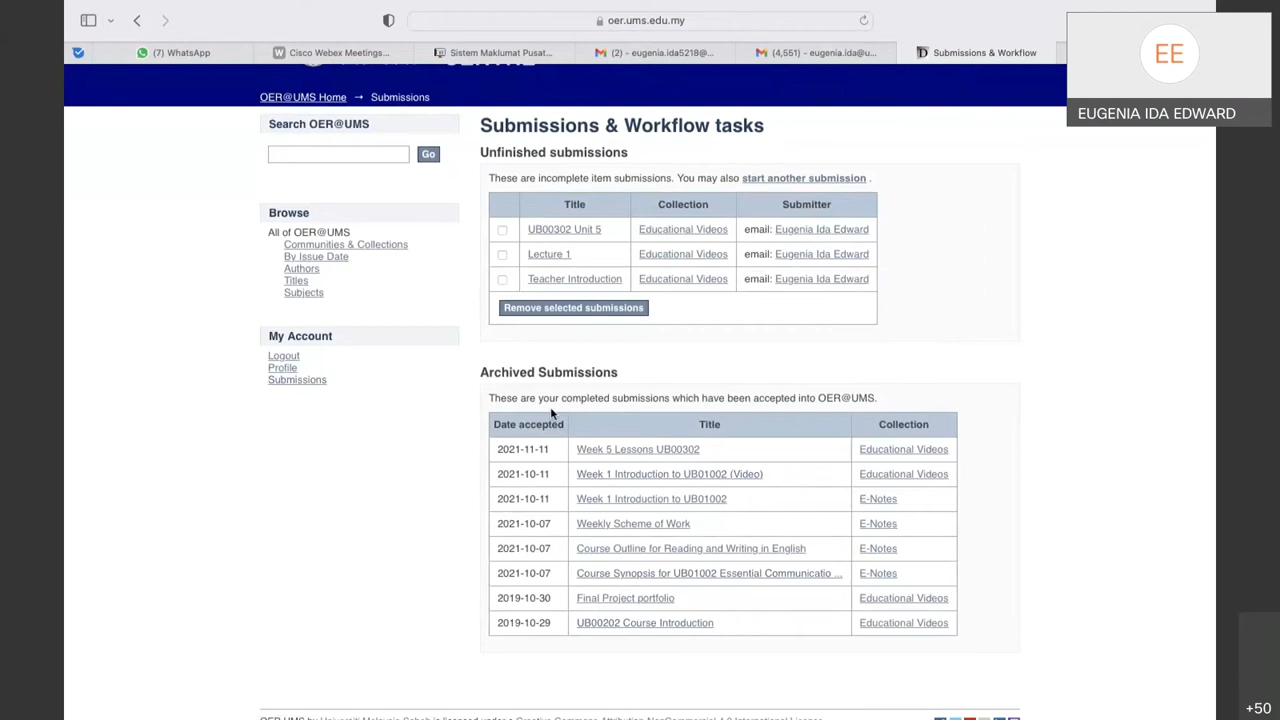 oer.ums.edu.my
(7) WhatsApp
Cisco Webex Meetings...
Sistem Maklumat Pusat...
(2) - eugenia.ida5218@...
(4,551) - eugenia.ida@u...
Submissions & Workflow
EE
EUGENIA IDA EDWARD
OER@UMS Home → Submissions
Search OER@UMS
Go
Browse
All of OER@UMS
Communities & Collections
By Issue Date
Authors
Titles
Subjects
My Account
Logout
Profile
Submissions
Submissions & Workflow tasks
Unfinished submissions
These are incomplete item submissions. You may also start another submission .
Title Collection Submitter
UB00302 Unit 5 Educational Videos email: Eugenia Ida Edward
Lecture 1 Educational Videos email: Eugenia Ida Edward
Teacher Introduction Educational Videos email: Eugenia Ida Edward
Remove selected submissions
Archived Submissions
These are your completed submissions which have been accepted into OER@UMS.
Date accepted Title Collection
2021-11-11 Week 5 Lessons UB00302 Educational Videos
2021-10-11 Week 1 Introduction to UB01002 (Video) Educational Videos
2021-10-11 Week 1 Introduction to UB01002 E-Notes
2021-10-07 Weekly Scheme of Work E-Notes
2021-10-07 Course Outline for Reading and Writing in English E-Notes
2021-10-07 Course Synopsis for UB01002 Essential Communicatio ... E-Notes
2019-10-30 Final Project portfolio Educational Videos
2019-10-29 UB00202 Course Introduction Educational Videos
+50